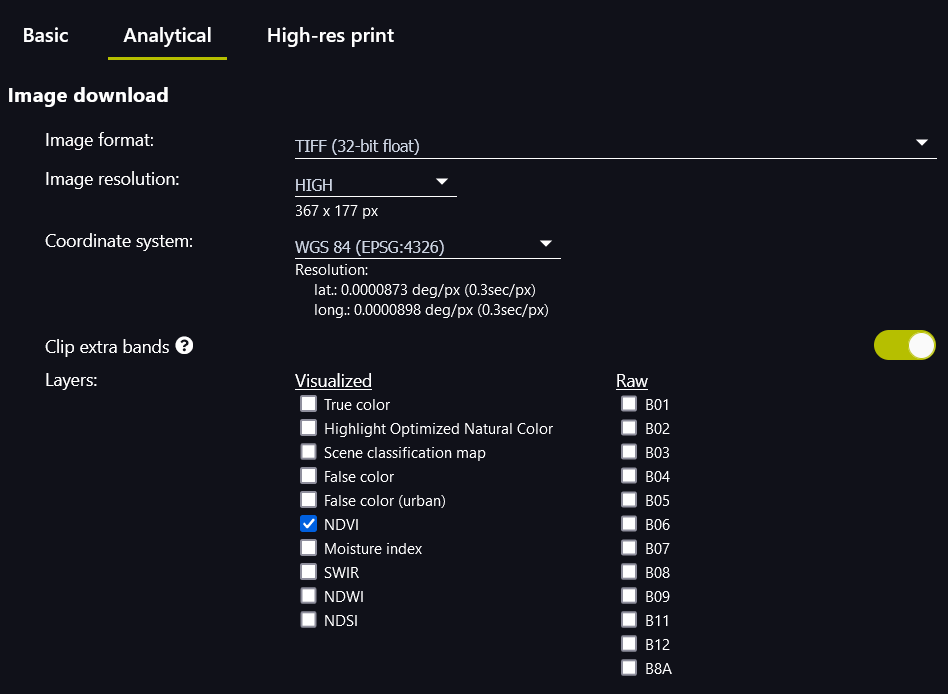 Basic Analytical High-res print
Image download
Image format: TIFF (32-bit float)
Image resolution: HIGH
367 x 177 px
Coordinate system: WGS 84 (EPSG:4326)
Resolution:
lat.: 0.0000873 deg/px (0.3sec/px)
long.: 0.0000898 deg/px (0.3sec/px)
Clip extra bands ?
Layers: Visualized Raw
True color B01
Highlight Optimized Natural Color B02
Scene classification map B03
False color B04
False color (urban) B05
NDVI B06
Moisture index B07
SWIR B08
NDWI B09
NDSI B11
B12
B8A